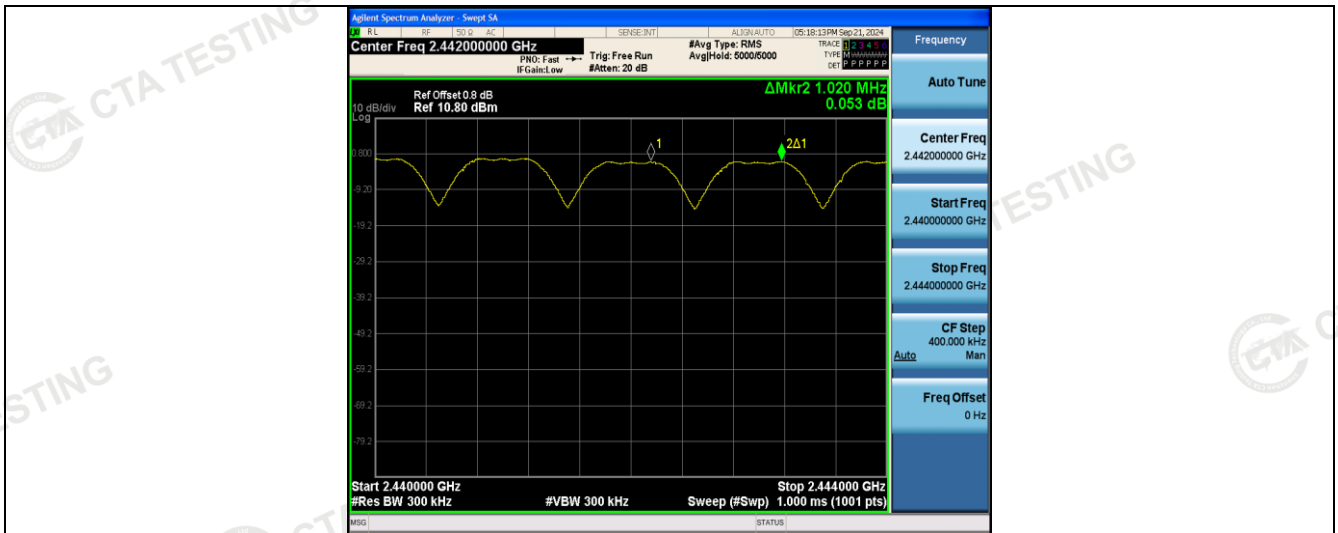 CTA TESTING
Agilent Spectrum Analyzer - Swept SA
RL RF 50 Ω AC SENSE:INT ALIGN AUTO 05:18:13PM Sep 21, 2024
Center Freq 2.442000000 GHz
PNO: Fast
IFGain:Low
Trig: Free Run
#Atten: 20 dB
#Avg Type: RMS
Avg|Hold: 5000/5000
TRACE 1 2 3 4 5 6
TYPE M
DET P P P P P P
Frequency
Auto Tune
Center Freq
2.442000000 GHz
Start Freq
2.440000000 GHz
Stop Freq
2.444000000 GHz
CF Step
400.000 kHz
Auto Man
Freq Offset
0 Hz
ΔMkr2 1.020 MHz
0.053 dB
Ref Offset 0.8 dB
10 dB/div Ref 10.80 dBm
Log
1
2Δ1
0.800
-9.20
-19.2
-29.2
-39.2
-49.2
-59.2
-69.2
-79.2
Start 2.440000 GHz Stop 2.444000 GHz
#Res BW 300 kHz #VBW 300 kHz Sweep (#Swp) 1.000 ms (1001 pts)
MSG STATUS
TESTING
CTA
STING